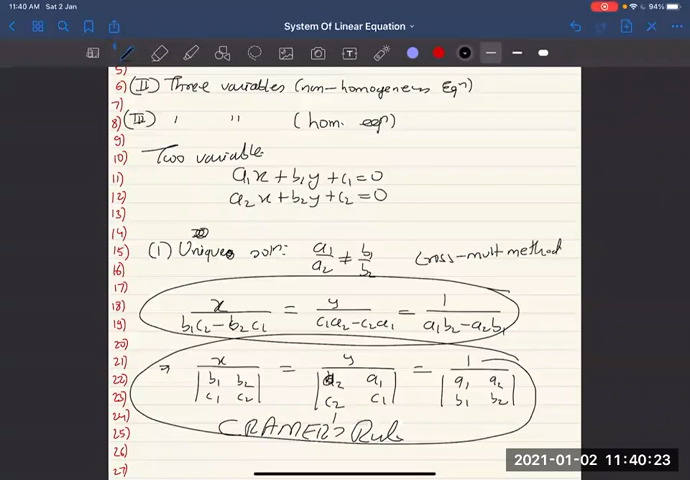 11:40 AM Sat 2 Jan
94%
System Of Linear Equation
5)
6) (II) Three variables (non-homogeneous Eqn)
7)
8) (III) " " (hom. eqn)
9)
10) Two variable
11) a1x + b1y + c1 = 0
12) a2x + b2y + c2 = 0
13)
14)
15) (1) Unique soln: a1/a2 ≠ b1/b2 Cross-mult method
16)
17)
18) x/(b1c2 - b2c1) = y/(c1a2 - c2a1) = 1/(a1b2 - a2b1)
19)
20)
21) → x y 1
22) |b1 b2| = |a2 a1| = |a1 a2|
23) |c1 c2| |c2 c1| |b1 b2|
24)
25) CRAMER'S Rule
26)
27)
2021-01-02 11:40:23